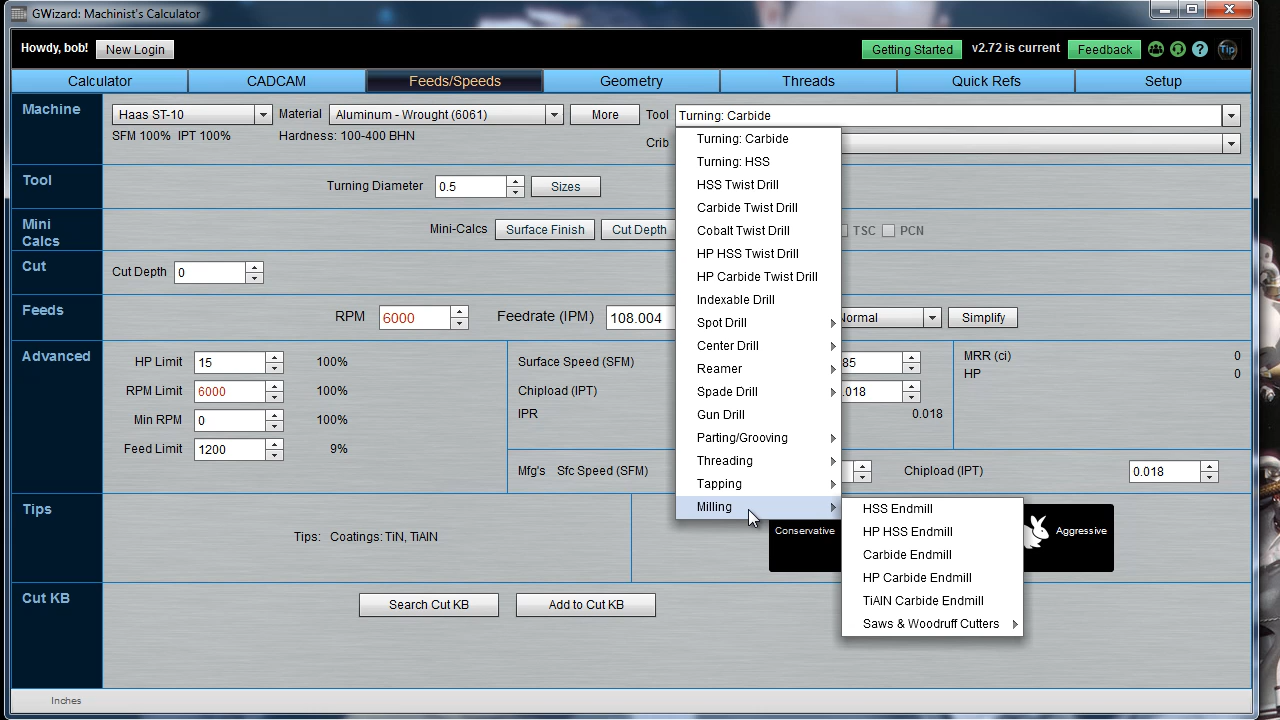 GWizard: Machinist's Calculator
Howdy, bob!
New Login
Getting Started
v2.72 is current
Feedback
?
Tip
Calculator
CADCAM
Feeds/Speeds
Geometry
Threads
Quick Refs
Setup
Machine
Haas ST-10
Material
Aluminum - Wrought (6061)
More
Tool
Turning: Carbide
SFM 100% IPT 100%
Hardness: 100-400 BHN
Crib
Tool
Turning Diameter
0.5
Sizes
Mini
Calcs
Mini-Calcs
Surface Finish
Cut Depth
TSC
PCN
Cut
Cut Depth
0
Feeds
RPM
6000
Feedrate (IPM)
108.004
Normal
Simplify
Advanced
HP Limit
15
100%
RPM Limit
6000
100%
Min RPM
0
100%
Feed Limit
1200
9%
Surface Speed (SFM)
85
Chipload (IPT)
.018
IPR
0.018
MRR (ci)
0
HP
0
Mfg's Sfc Speed (SFM)
Chipload (IPT)
0.018
Turning: Carbide
Turning: HSS
HSS Twist Drill
Carbide Twist Drill
Cobalt Twist Drill
HP HSS Twist Drill
HP Carbide Twist Drill
Indexable Drill
Spot Drill
Center Drill
Reamer
Spade Drill
Gun Drill
Parting/Grooving
Threading
Tapping
Milling
HSS Endmill
HP HSS Endmill
Carbide Endmill
HP Carbide Endmill
TiAlN Carbide Endmill
Saws & Woodruff Cutters
Tips
Tips: Coatings: TiN, TiAlN
Conservative
Aggressive
Cut KB
Search Cut KB
Add to Cut KB
Inches